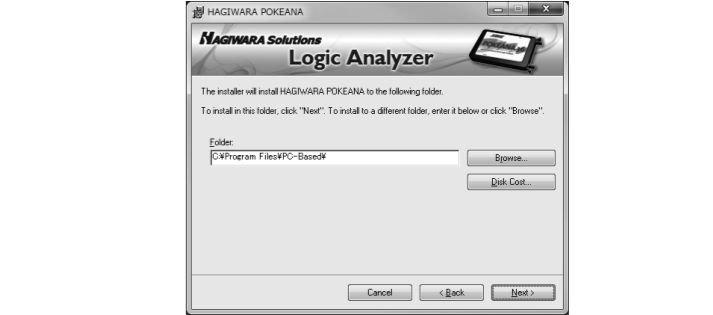 HAGIWARA POKEANA
HAGIWARA Solutions
Logic Analyzer
POKEANA
The installer will install HAGIWARA POKEANA to the following folder.
To install in this folder, click "Next". To install to a different folder, enter it below or click "Browse".
Folder:
C:¥Program Files¥PC-Based¥
Browse...
Disk Cost...
Cancel
< Back
Next >